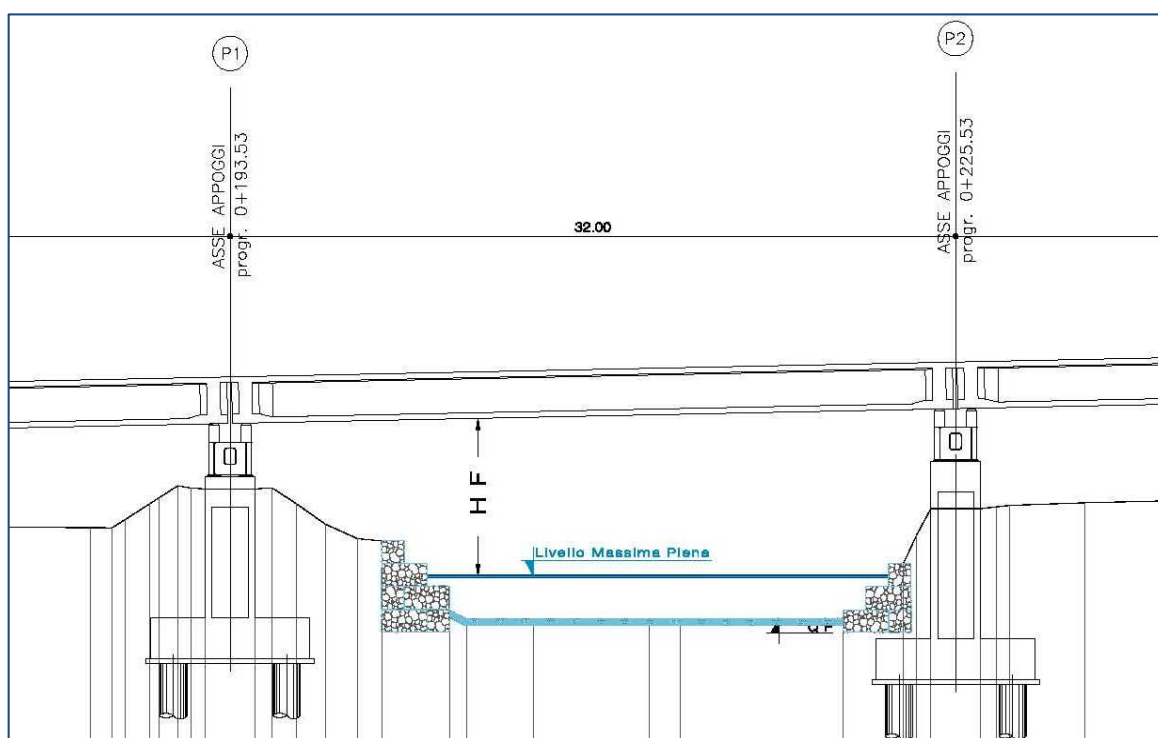 P1
P2
ASSE APPOGGI
progr. 0+193.53
32.00
ASSE APPOGGI
progr. 0+225.53
H F
Livello Massima Piena